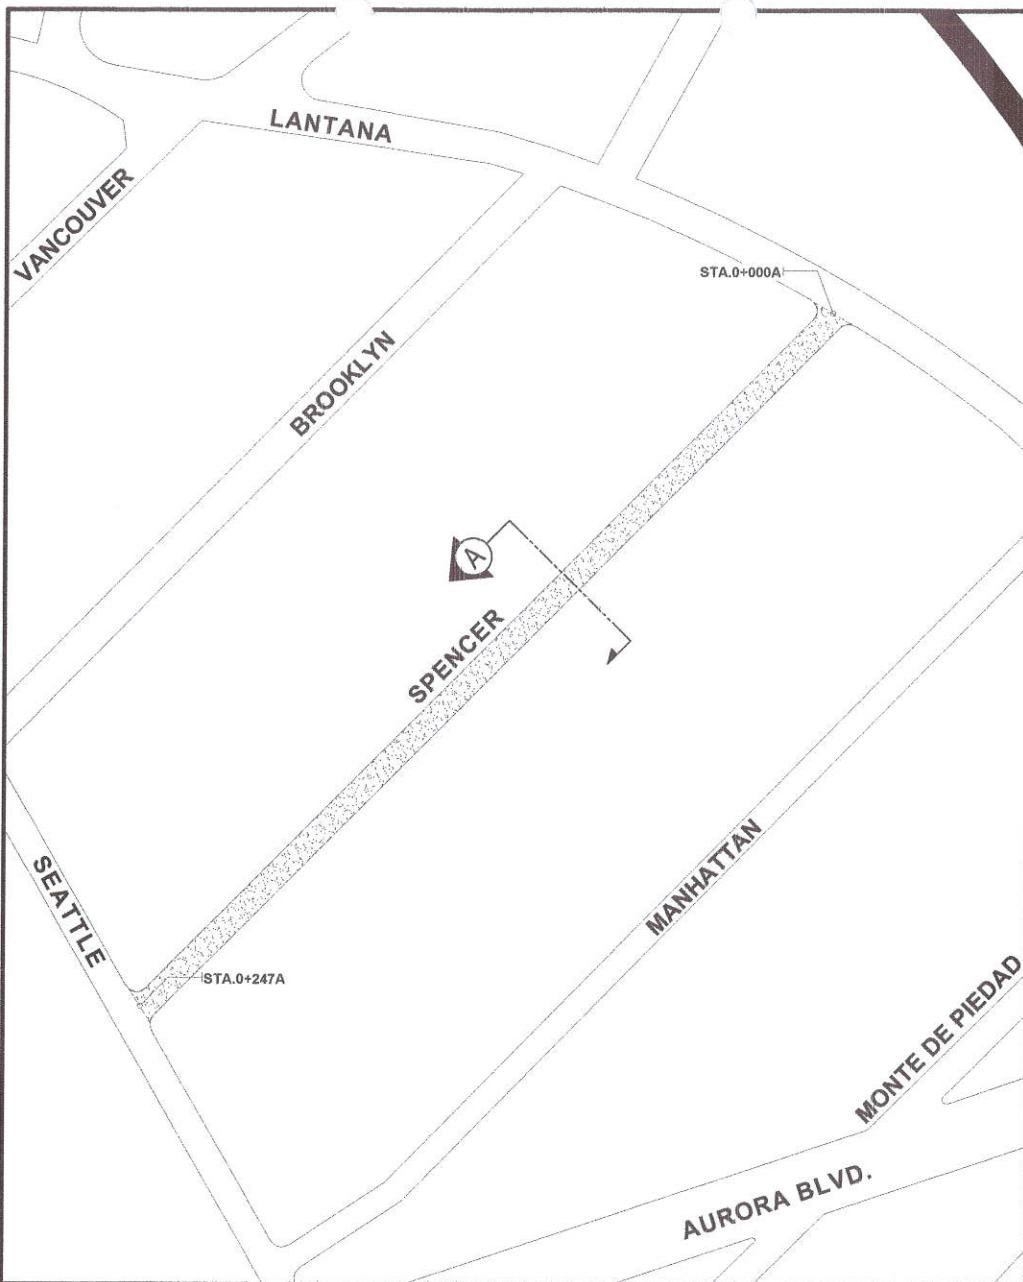 LANTANA
VANCOUVER
STA.0+000A
BROOKLYN
A
SPENCER
MANHATTAN
SEATTLE
STA.0+247A
MONTE DE PIEDAD
AURORA BLVD.